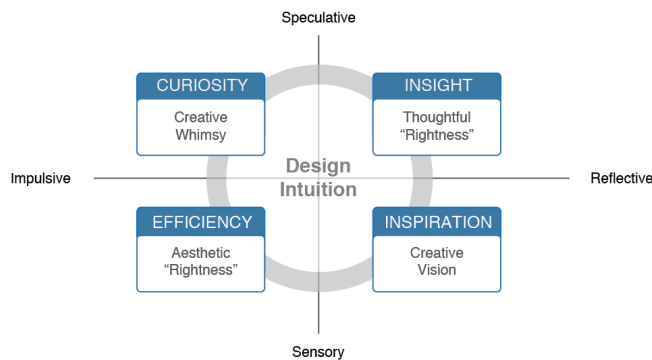 Speculative
CURIOSITY
Creative
Whimsy
INSIGHT
Thoughtful
“Rightness”
Impulsive
Design
Intuition
Reflective
EFFICIENCY
Aesthetic
“Rightness”
INSPIRATION
Creative
Vision
Sensory